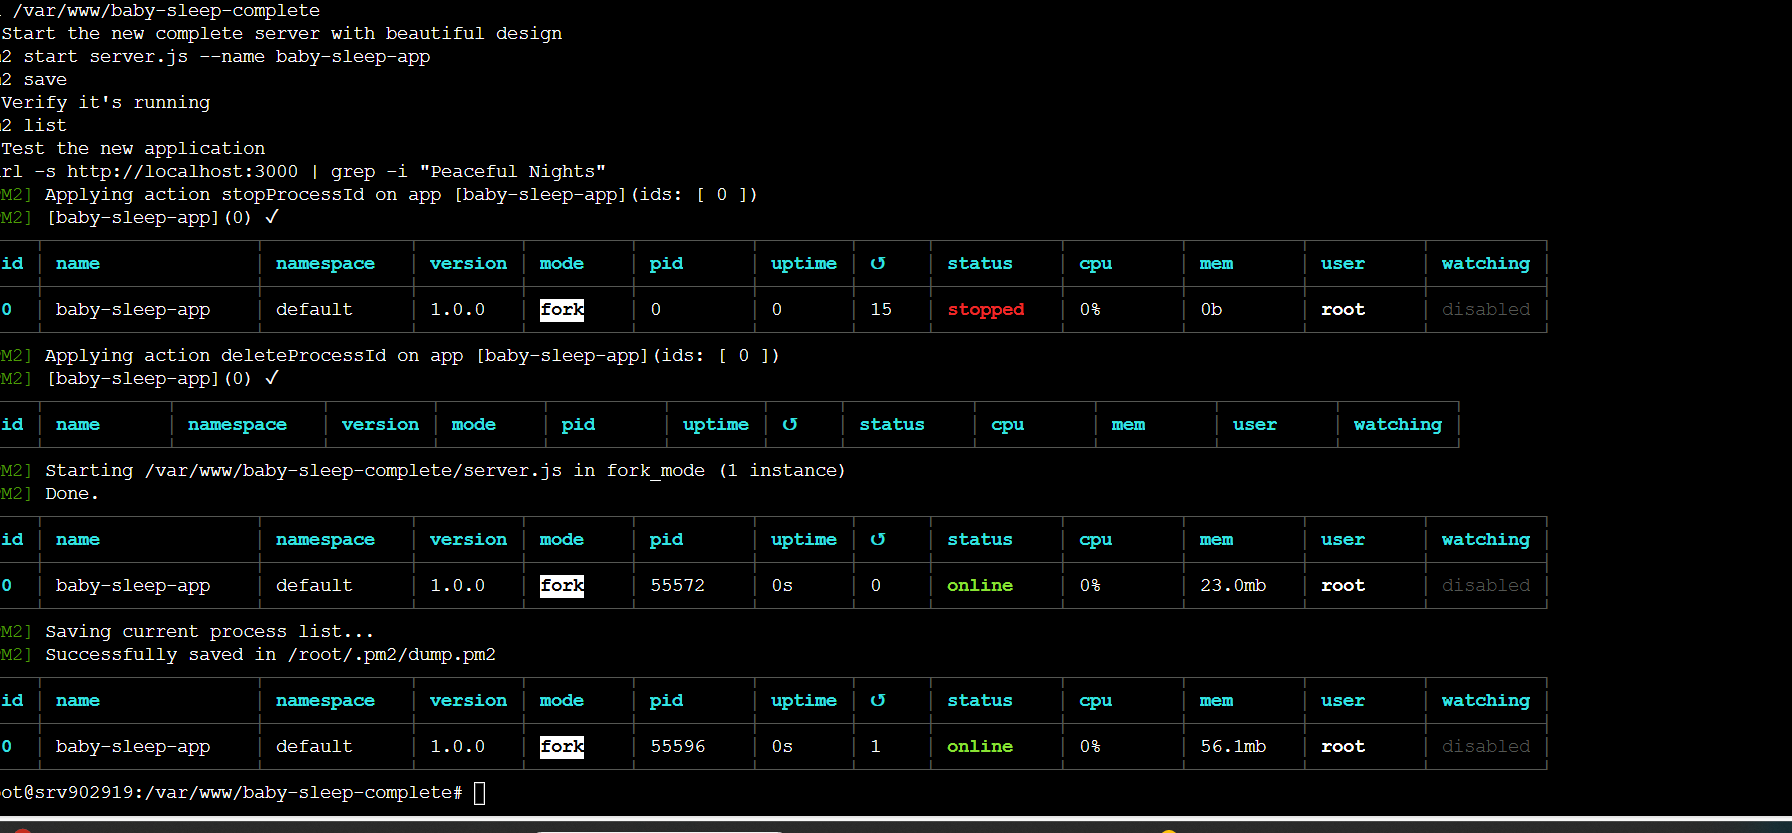 /var/www/baby-sleep-complete
Start the new complete server with beautiful design
2 start server.js --name baby-sleep-app
2 save
Verify it's running
2 list
Test the new application
rl -s http://localhost:3000 | grep -i "Peaceful Nights"
M2] Applying action stopProcessId on app [baby-sleep-app](ids: [ 0 ])
M2] [baby-sleep-app](0) ✓
id │ name │ namespace │ version │ mode │ pid │ uptime │ ↺ │ status │ cpu │ mem │ user │ watching │
0 │ baby-sleep-app │ default │ 1.0.0 │ fork │ 0 │ 0 │ 15 │ stopped │ 0% │ 0b │ root │ disabled │
M2] Applying action deleteProcessId on app [baby-sleep-app](ids: [ 0 ])
M2] [baby-sleep-app](0) ✓
id │ name │ namespace │ version │ mode │ pid │ uptime │ ↺ │ status │ cpu │ mem │ user │ watching │
M2] Starting /var/www/baby-sleep-complete/server.js in fork_mode (1 instance)
M2] Done.
id │ name │ namespace │ version │ mode │ pid │ uptime │ ↺ │ status │ cpu │ mem │ user │ watching │
0 │ baby-sleep-app │ default │ 1.0.0 │ fork │ 55572 │ 0s │ 0 │ online │ 0% │ 23.0mb │ root │ disabled │
M2] Saving current process list...
M2] Successfully saved in /root/.pm2/dump.pm2
id │ name │ namespace │ version │ mode │ pid │ uptime │ ↺ │ status │ cpu │ mem │ user │ watching │
0 │ baby-sleep-app │ default │ 1.0.0 │ fork │ 55596 │ 0s │ 1 │ online │ 0% │ 56.1mb │ root │ disabled │
ot@srv902919:/var/www/baby-sleep-complete#